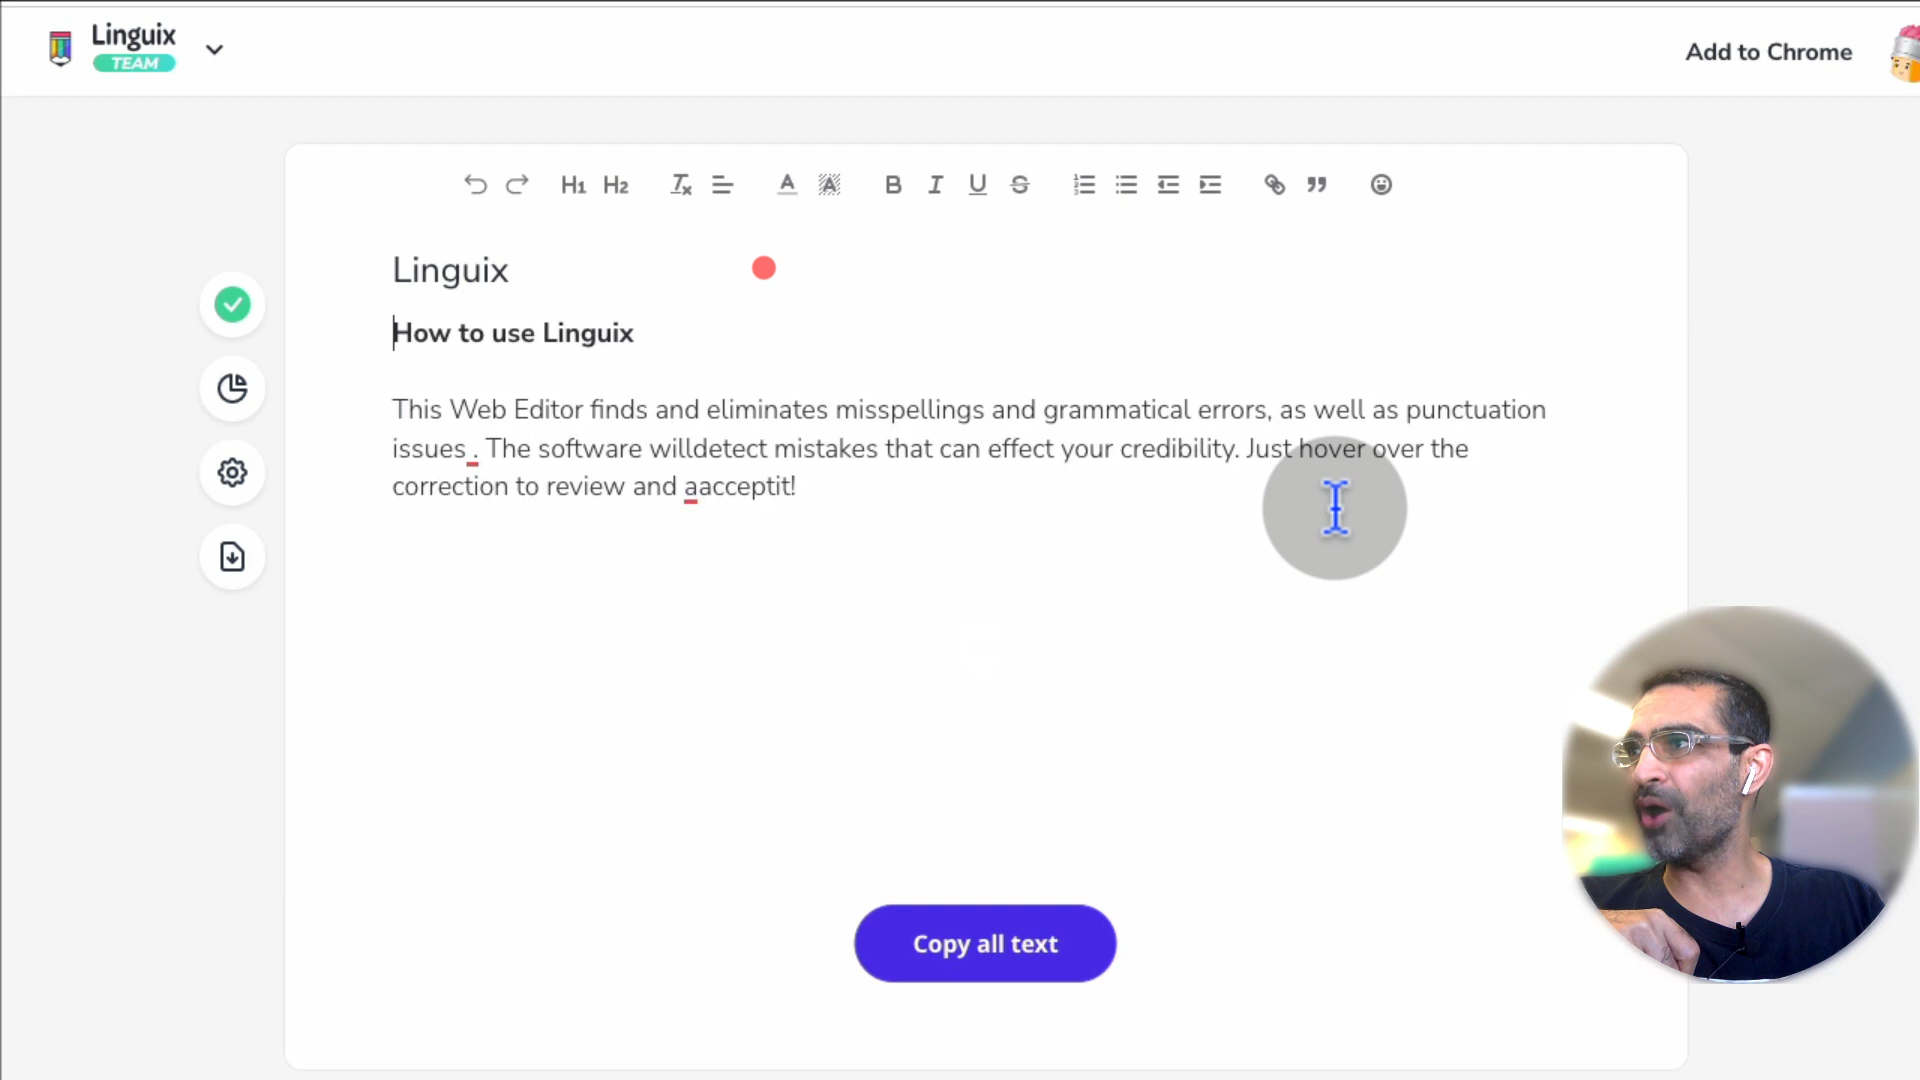 Linguix
TEAM
Add to Chrome
H1 H2 B I U S
Linguix
How to use Linguix
This Web Editor finds and eliminates misspellings and grammatical errors, as well as punctuation
issues . The software willdetect mistakes that can effect your credibility. Just hover over the
correction to review and aacceptit!
Copy all text